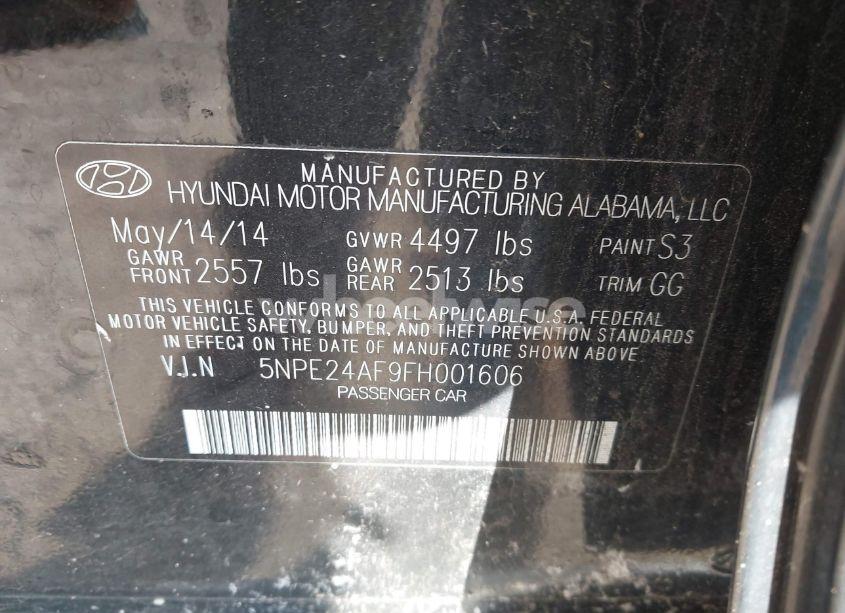 MANUFACTURED BY
HYUNDAI MOTOR MANUFACTURING ALABAMA, LLC
May/14/14 GVWR 4497 lbs PAINT S3
GAWR FRONT 2557 lbs GAWR REAR 2513 lbs TRIM GG
THIS VEHICLE CONFORMS TO ALL APPLICABLE U.S.A. FEDERAL
MOTOR VEHICLE SAFETY, BUMPER, AND THEFT PREVENTION STANDARDS
IN EFFECT ON THE DATE OF MANUFACTURE SHOWN ABOVE.
V.I.N 5NPE24AF9FH001606
PASSENGER CAR